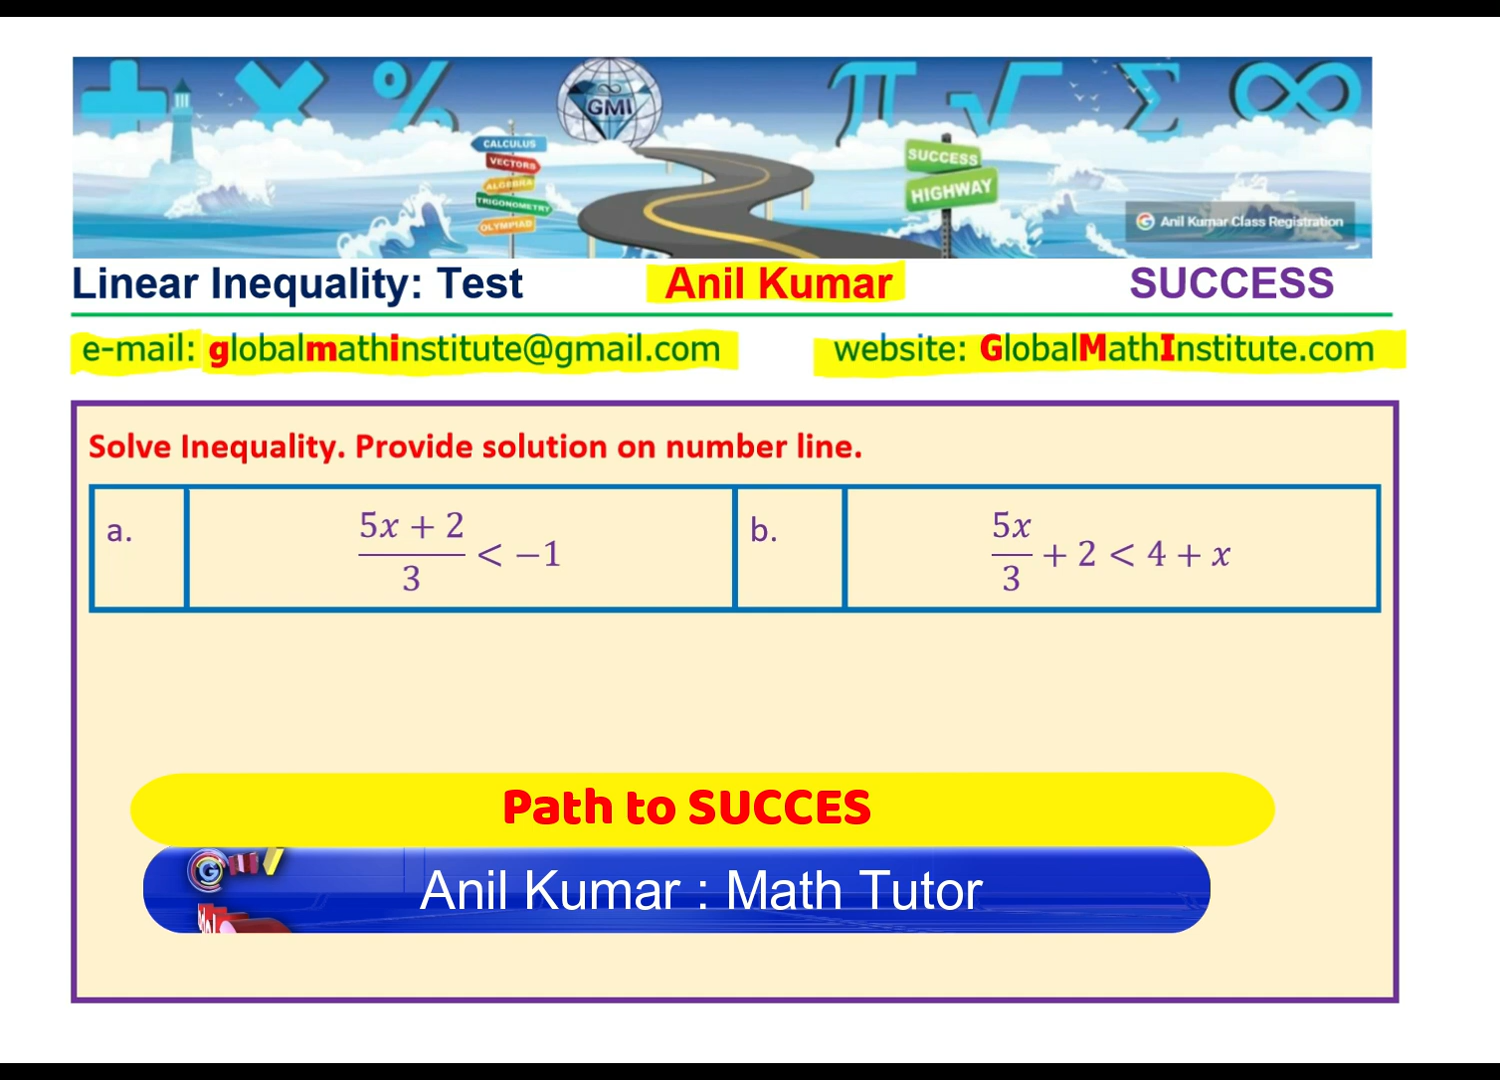 GMI
CALCULUS
VECTORS
ALGEBRA
TRIGONOMETRY
OLYMPIAD
SUCCESS
HIGHWAY
Anil Kumar Class Registration
Linear Inequality: Test Anil Kumar SUCCESS
e-mail: globalmathinstitute@gmail.com website: GlobalMathInstitute.com
Solve Inequality. Provide solution on number line.
a. (5x + 2)/3 < −1 b. 5x/3 + 2 < 4 + x
Path to SUCCES
Anil Kumar : Math Tutor